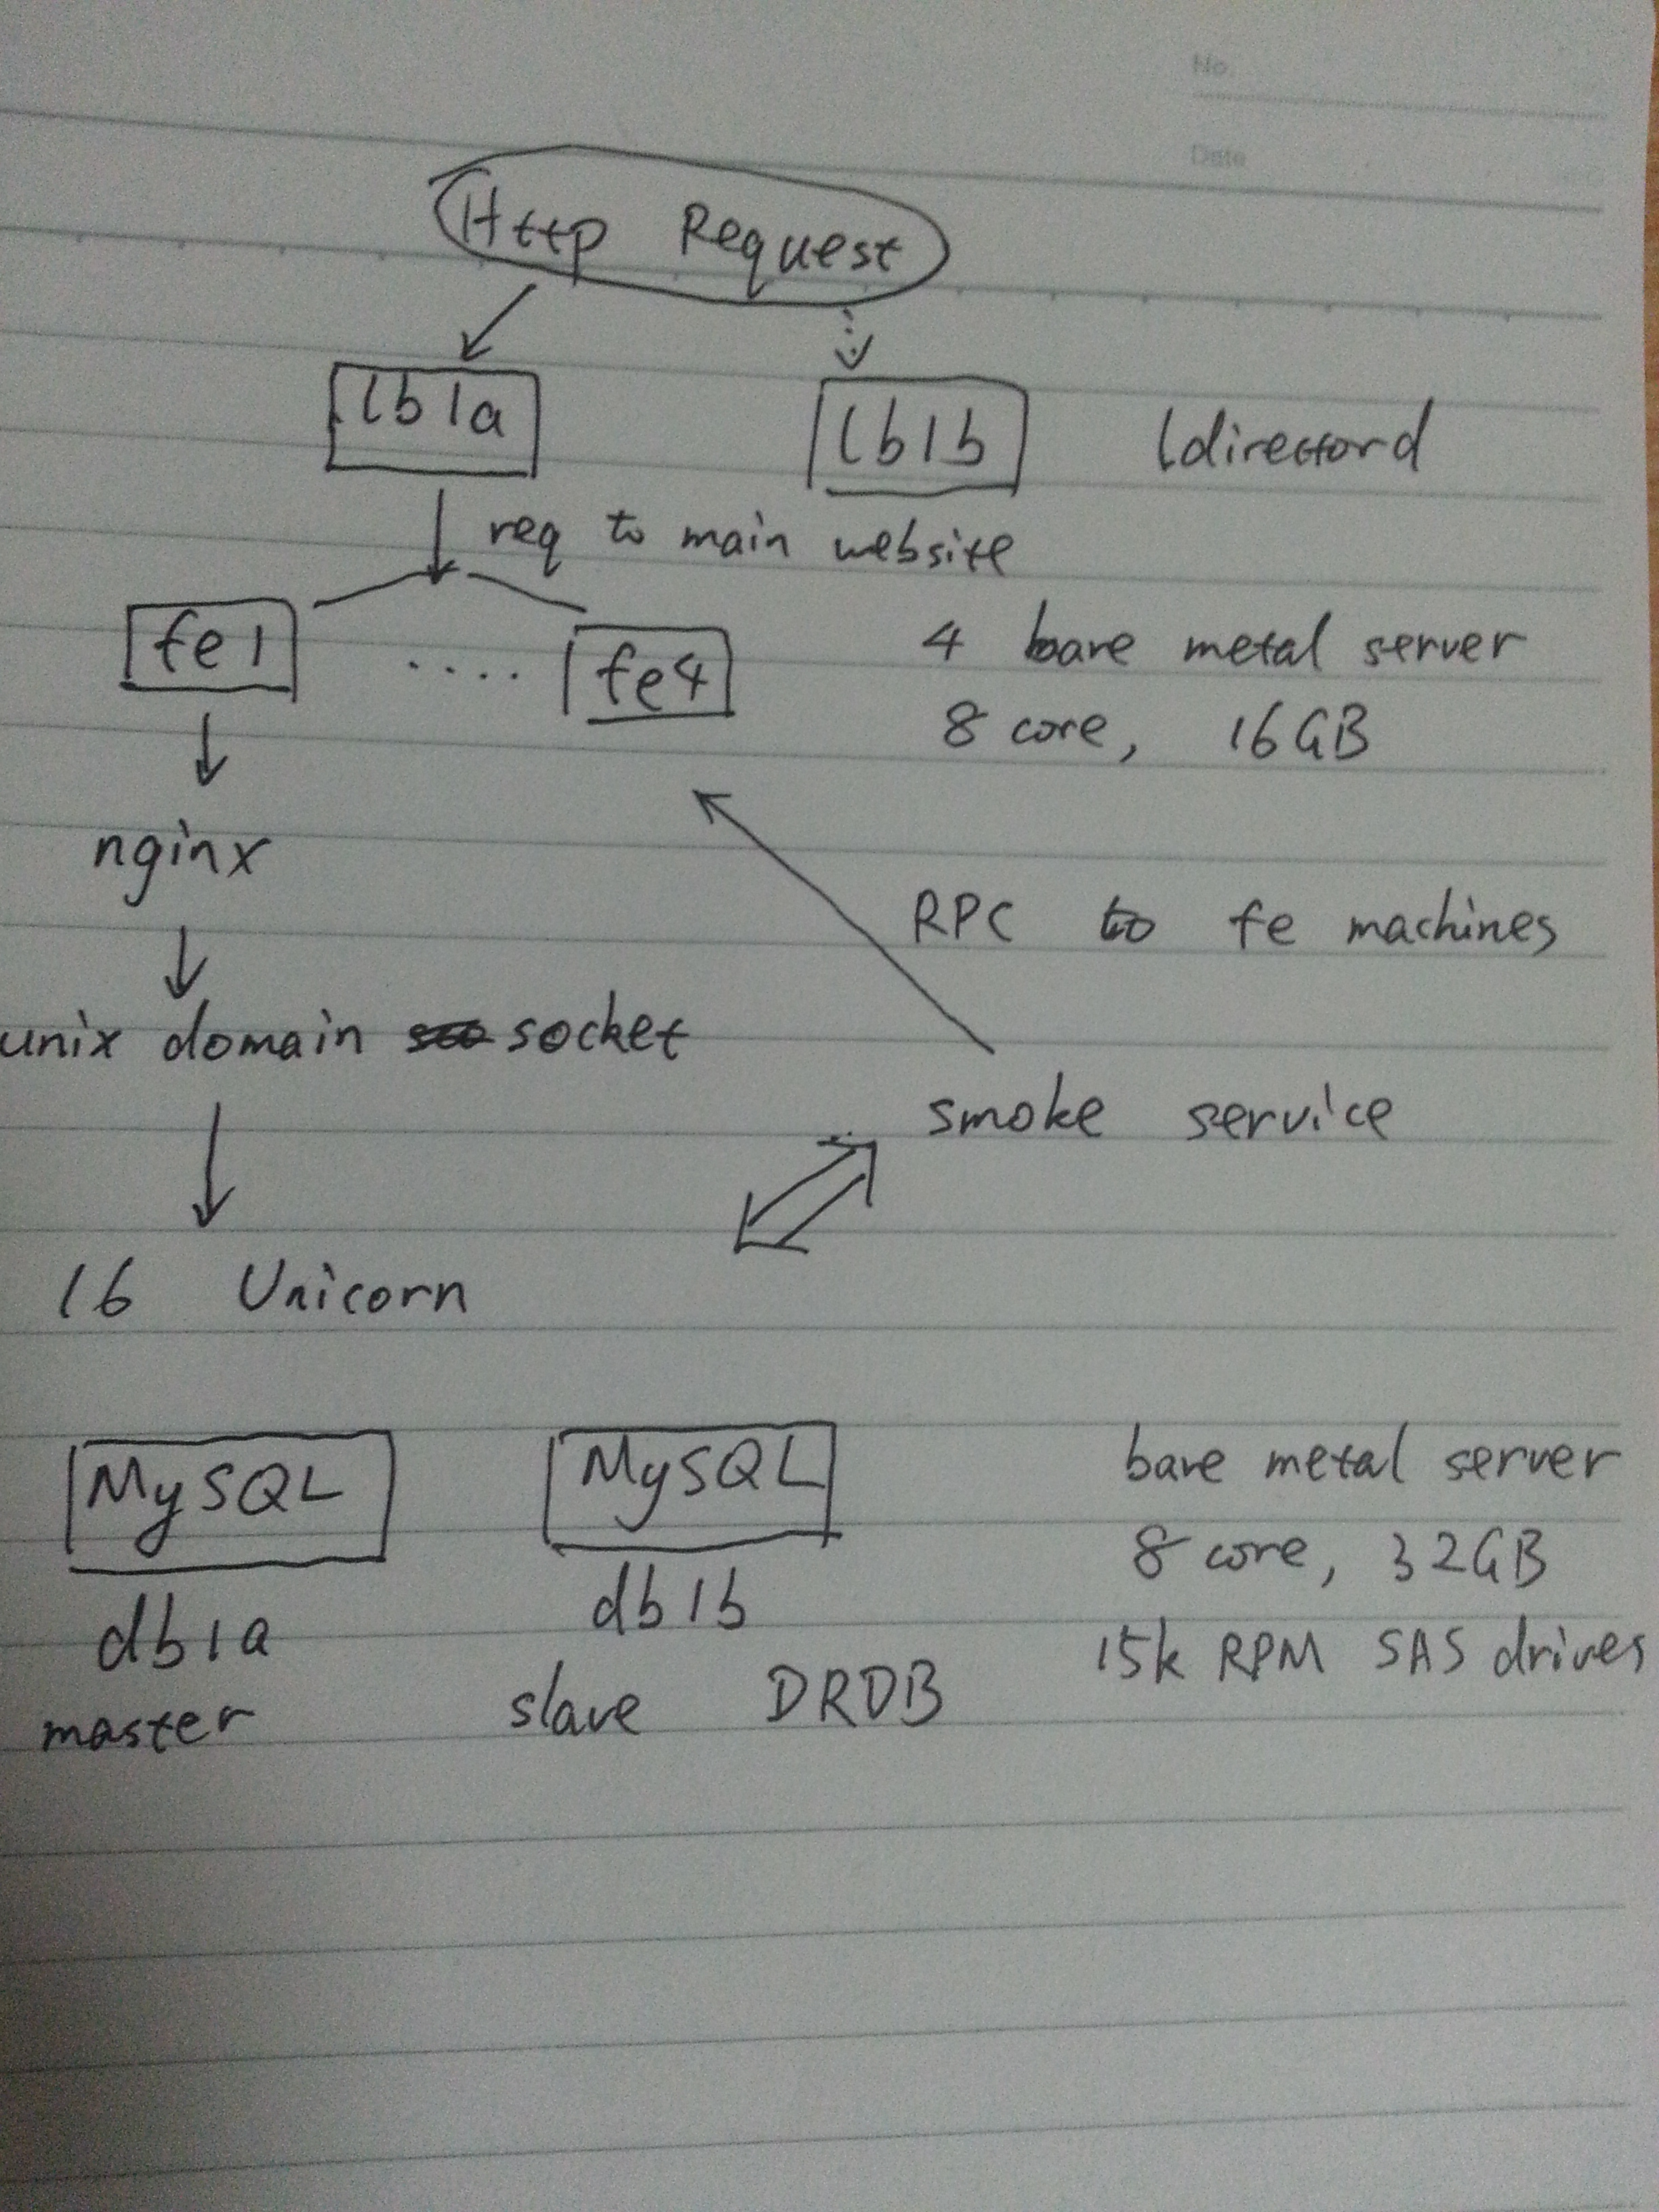 No.
Date
Http Request
lb1a
lb1b
ldirectord
req to main website
fe1
....
fe4
4 bare metal server
8 core, 16GB
nginx
RPC to fe machines
unix domain socket
smoke service
16 Unicorn
MySQL
MySQL
bare metal server
db1a
db1b
8 core, 32GB
master
slave DRDB
15k RPM SAS drives